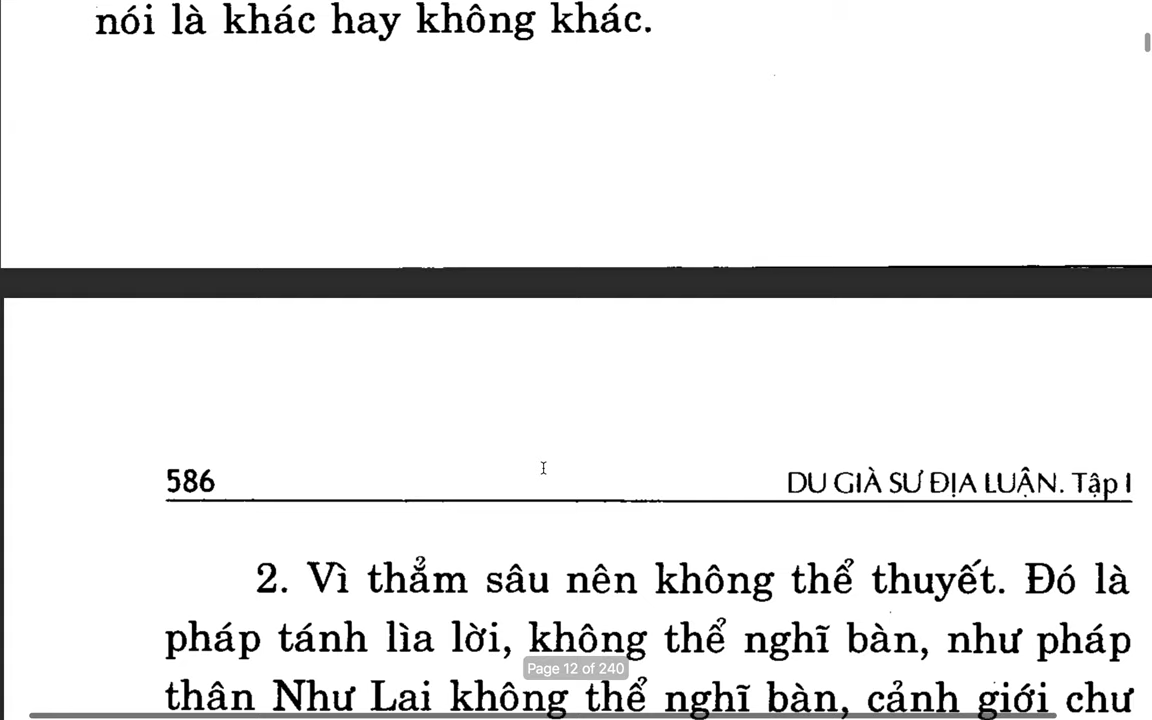 nói là khác hay không khác.
586 DU GIÀ SƯ ĐỊA LUẬN. Tập I
2. Vì thẳm sâu nên không thể thuyết. Đó là
pháp tánh lìa lời, không thể nghĩ bàn, như pháp
Page 12 of 240
thân Như Lai không thể nghĩ bàn, cảnh giới chư